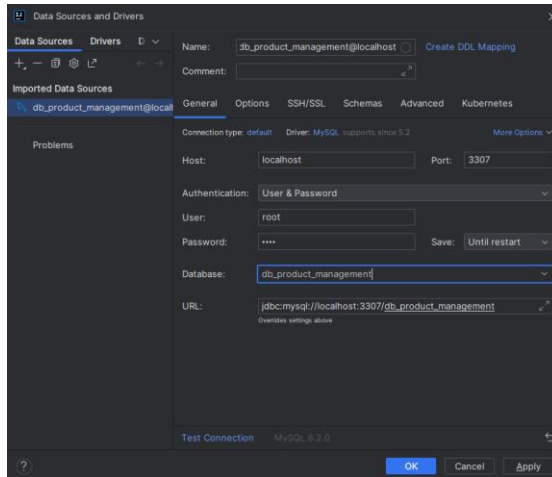 Data Sources and Drivers
Data Sources Drivers D
Imported Data Sources
db_product_management@locall
Problems
Name: db_product_management@localhost Create DDL Mapping
Comment:
General Options SSH/SSL Schemas Advanced Kubernetes
Connection type: default Driver: MySQL supports since 5.2 More Options
Host: localhost Port: 3307
Authentication: User & Password
User: root
Password: •••• Save: Until restart
Database: db_product_management
URL: jdbc:mysql://localhost:3307/db_product_management
Overrides settings above
Test Connection MySQL 8.2.0
? OK Cancel Apply